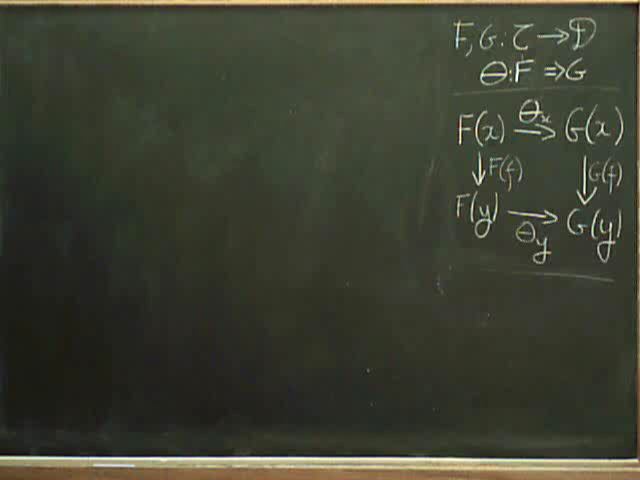 F, G : C → D
Θ : F ⇒ G
Θx
F(x) → G(x)
↓ F(f) ↓ G(f)
F(y) → G(y)
Θy